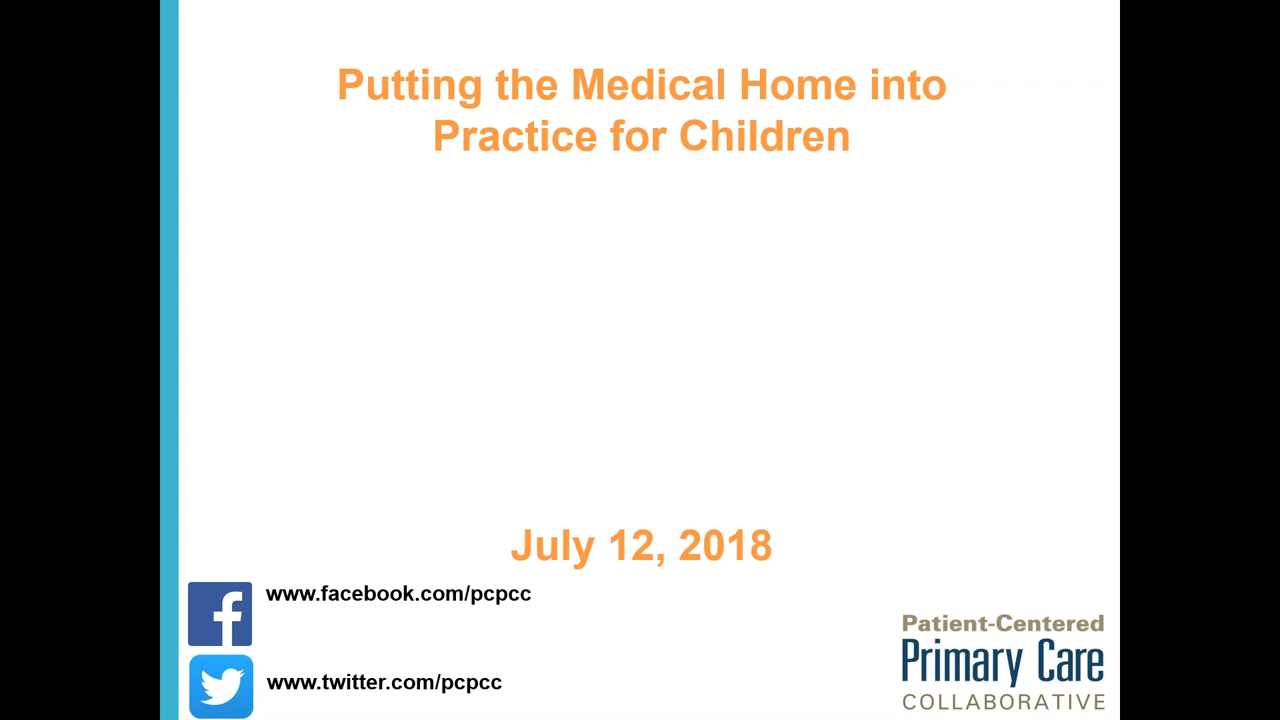 Putting the Medical Home into
Practice for Children
July 12, 2018
www.facebook.com/pcpcc
www.twitter.com/pcpcc
Patient-Centered
Primary Care
COLLABORATIVE